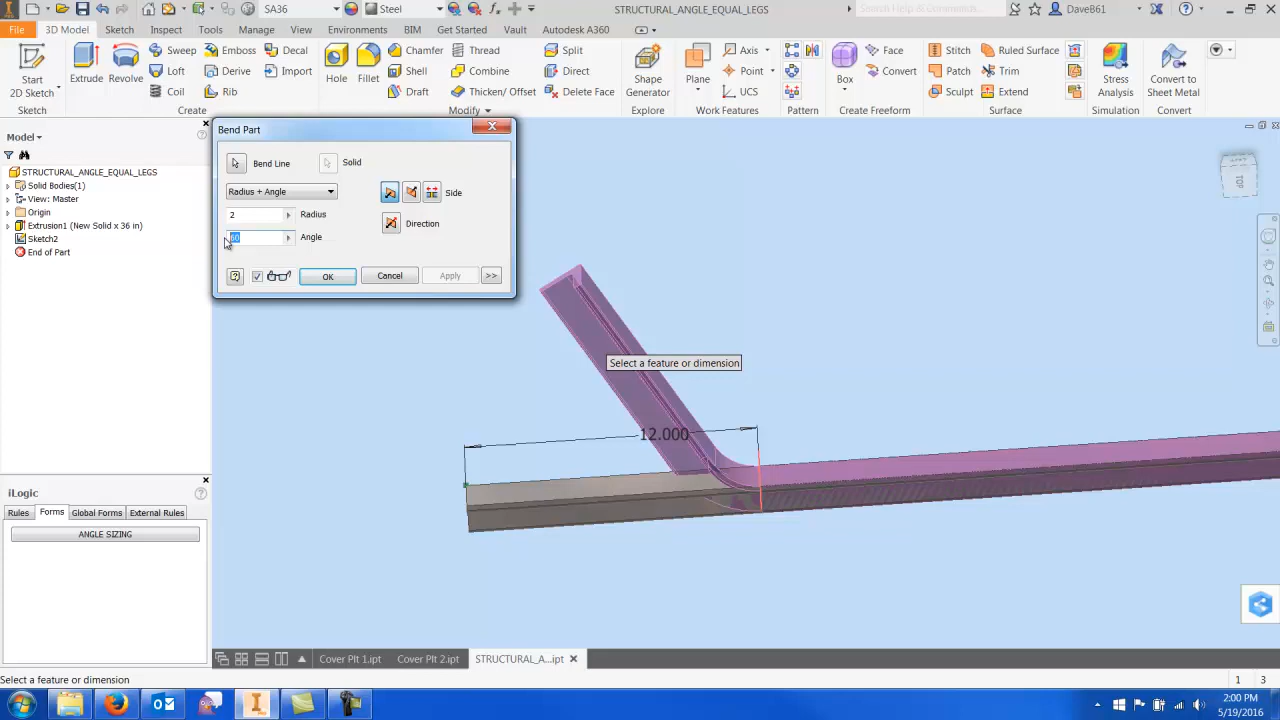 SA36 Steel STRUCTURAL_ANGLE_EQUAL_LEGS Search Help & Commands... DaveB61
File 3D Model Sketch Inspect Tools Manage View Environments BIM Get Started Vault Autodesk A360
Start 2D Sketch Extrude Revolve Sweep Emboss Decal Hole Fillet Chamfer Thread Split Shape Generator Plane Axis Box Face Stitch Ruled Surface Stress Analysis Convert to Sheet Metal
Loft Derive Import Shell Combine Direct Point Convert Patch Trim
Coil Rib Draft Thicken/ Offset Delete Face UCS Sculpt Extend
Sketch Create Modify Explore Work Features Pattern Create Freeform Surface Simulation Convert
Model
STRUCTURAL_ANGLE_EQUAL_LEGS
Solid Bodies(1)
View: Master
Origin
Extrusion1 (New Solid x 36 in)
Sketch2
End of Part
Bend Part
Bend Line Solid
Radius + Angle Side
2 Radius
Direction
60 Angle
OK Cancel Apply >>
TOP
Select a feature or dimension
12.000
iLogic
Rules Forms Global Forms External Rules
ANGLE SIZING
Cover Plt 1.ipt Cover Plt 2.ipt STRUCTURAL_A...ipt
Select a feature or dimension 1 3
2:00 PM
5/19/2016